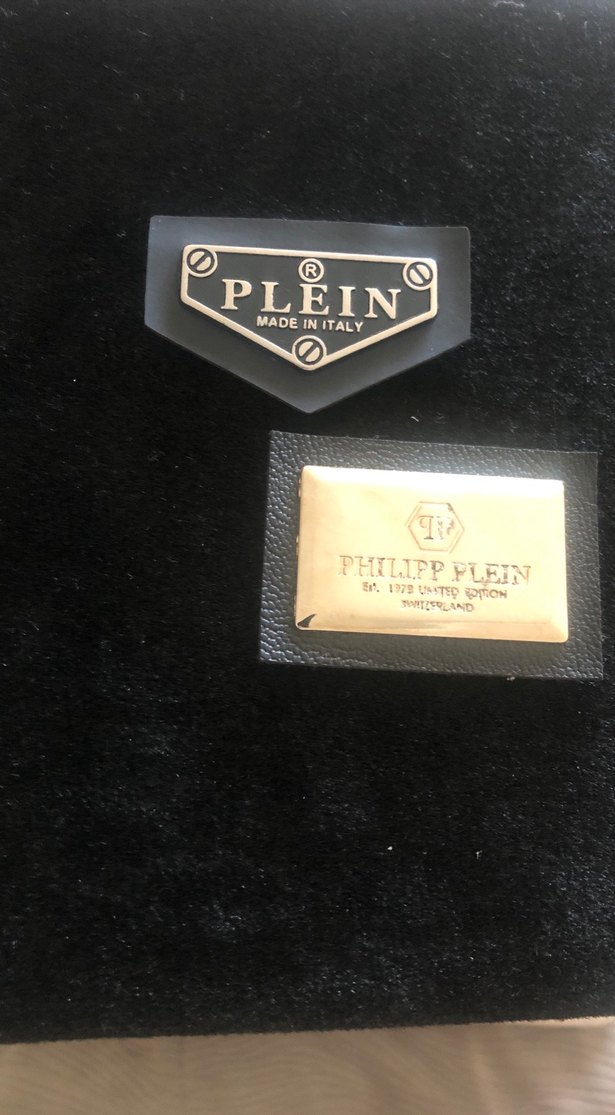 ®
PLEIN
MADE IN ITALY
PHILIPP PLEIN
Est. 1978 LIMITED EDITION
SWITZERLAND